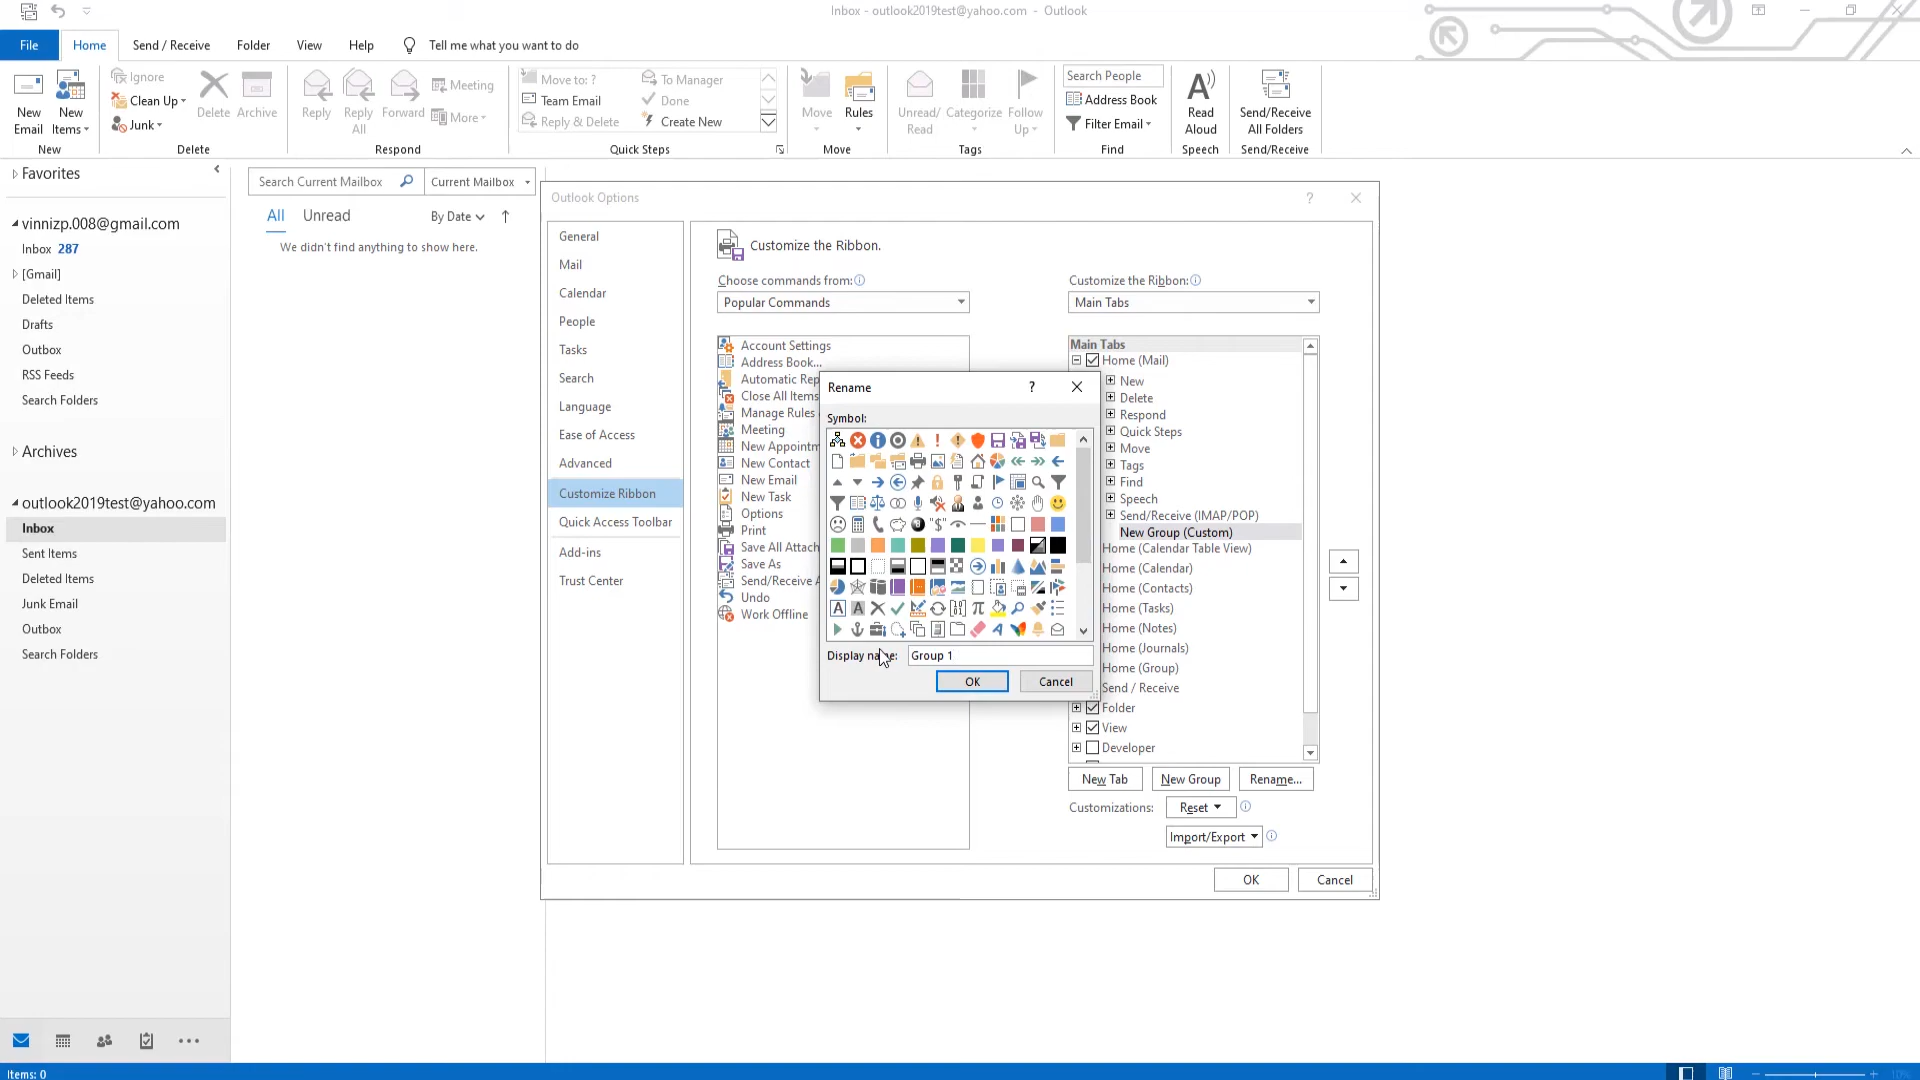 Inbox - outlook2019test@yahoo.com - Outlook
File Home Send / Receive Folder View Help Tell me what you want to do
New Email
New Items
New
Ignore
Clean Up
Junk
Delete
Archive
Delete
Reply
Reply All
Forward
Meeting
More
Respond
Move to: ?
Team Email
Reply & Delete
To Manager
Done
Create New
Quick Steps
Move
Rules
Move
Unread/ Read
Categorize
Follow Up
Tags
Search People
Address Book
Filter Email
Find
Read Aloud
Speech
Send/Receive All Folders
Send/Receive
Favorites
vinnizp.008@gmail.com
Inbox 287
[Gmail]
Deleted Items
Drafts
Outbox
RSS Feeds
Search Folders
Archives
outlook2019test@yahoo.com
Inbox
Sent Items
Deleted Items
Junk Email
Outbox
Search Folders
Search Current Mailbox
Current Mailbox
All Unread By Date
We didn't find anything to show here.
Outlook Options
General
Mail
Calendar
People
Tasks
Search
Language
Ease of Access
Advanced
Customize Ribbon
Quick Access Toolbar
Add-ins
Trust Center
Customize the Ribbon.
Choose commands from:
Popular Commands
Account Settings
Address Book...
Automatic Rep
Close All Items
Manage Rules
Meeting
New Appointm
New Contact
New Email
New Task
Options
Print
Save All Attach
Save As
Send/Receive A
Undo
Work Offline
Rename
Symbol:
Display name: Group 1
OK Cancel
Customize the Ribbon:
Main Tabs
Main Tabs
Home (Mail)
New
Delete
Respond
Quick Steps
Move
Tags
Find
Speech
Send/Receive (IMAP/POP)
New Group (Custom)
Home (Calendar Table View)
Home (Calendar)
Home (Contacts)
Home (Tasks)
Home (Notes)
Home (Journals)
Home (Group)
Send / Receive
Folder
View
Developer
New Tab New Group Rename...
Customizations: Reset
Import/Export
OK Cancel
Items: 0